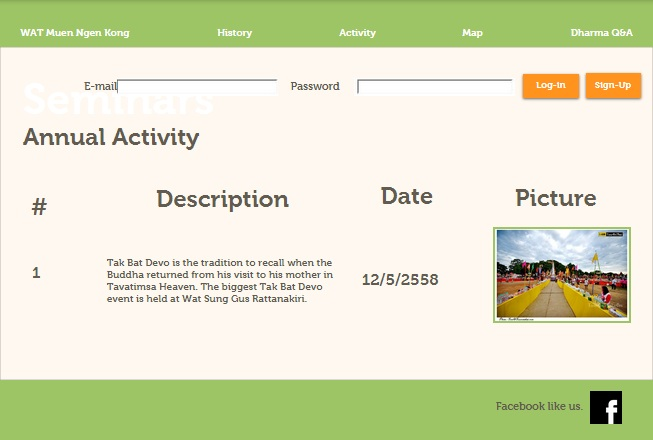 WAT Muen Ngen Kong History Activity Map Dharma Q&A
E-mail Password Log-In Sign-Up
Seminars
Annual Activity
# Description Date Picture
1
Tak Bat Devo is the tradition to recall when the
Buddha returned from his visit to his mother in
Tavatimsa Heaven. The biggest Tak Bat Devo
event is held at Wat Sung Gus Rattanakiri.
12/5/2558
Facebook like us.
f